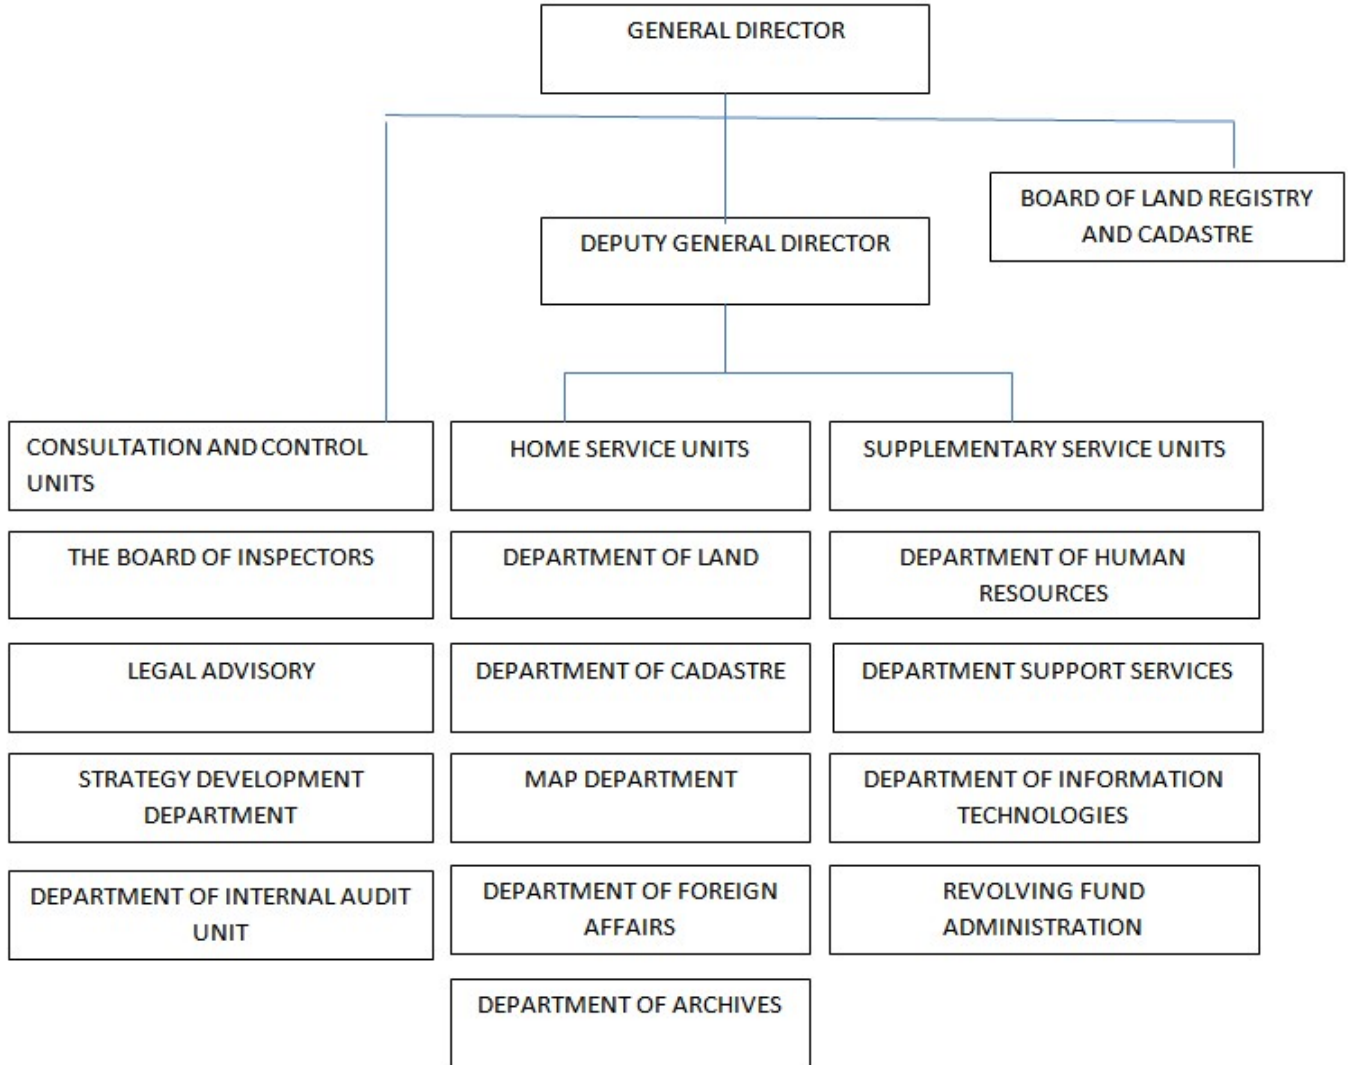 GENERAL DIRECTOR
BOARD OF LAND REGISTRY
AND CADASTRE
DEPUTY GENERAL DIRECTOR
CONSULTATION AND CONTROL
UNITS
HOME SERVICE UNITS
SUPPLEMENTARY SERVICE UNITS
THE BOARD OF INSPECTORS
DEPARTMENT OF LAND
DEPARTMENT OF HUMAN
RESOURCES
LEGAL ADVISORY
DEPARTMENT OF CADASTRE
DEPARTMENT SUPPORT SERVICES
STRATEGY DEVELOPMENT
DEPARTMENT
MAP DEPARTMENT
DEPARTMENT OF INFORMATION
TECHNOLOGIES
DEPARTMENT OF INTERNAL AUDIT
UNIT
DEPARTMENT OF FOREIGN
AFFAIRS
REVOLVING FUND
ADMINISTRATION
DEPARTMENT OF ARCHIVES